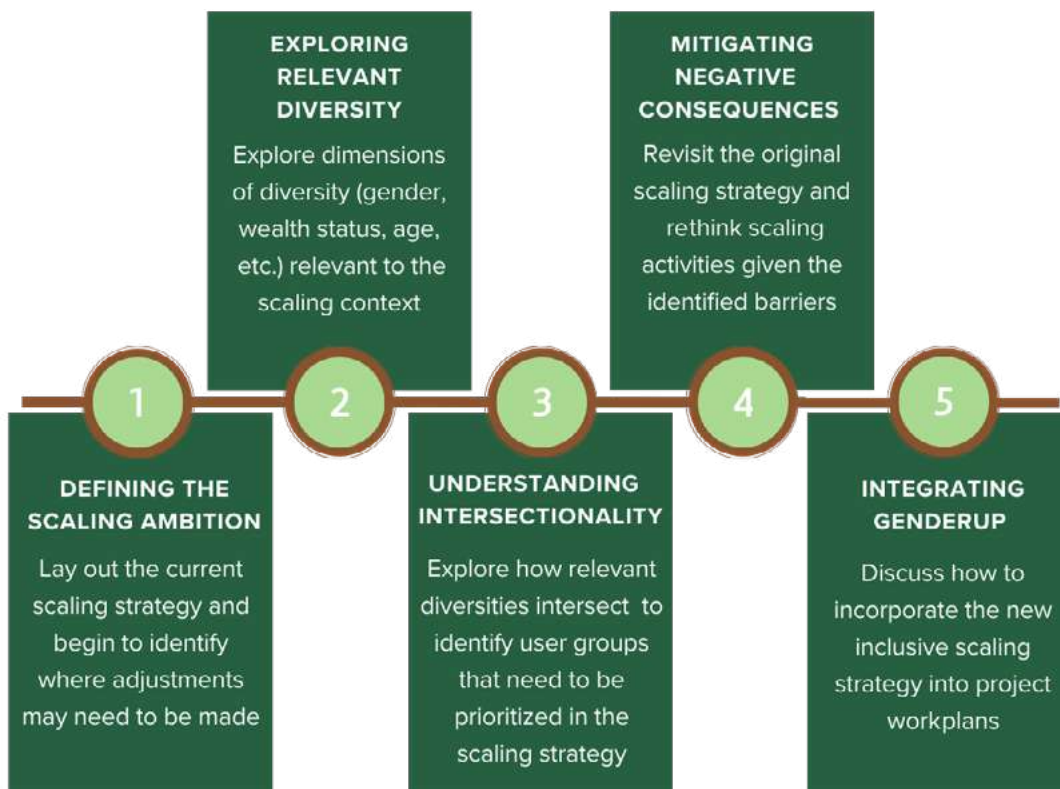 1
DEFINING THE
SCALING AMBITION
Lay out the current
scaling strategy and
begin to identify
where adjustments
may need to be made
EXPLORING
RELEVANT
DIVERSITY
Explore dimensions
of diversity (gender,
wealth status, age,
etc.) relevant to the
scaling context
2
3
UNDERSTANDING
INTERSECTIONALITY
Explore how relevant
diversities intersect to
identify user groups
that need to be
prioritized in the
scaling strategy
MITIGATING
NEGATIVE
CONSEQUENCES
Revisit the original
scaling strategy and
rethink scaling
activities given the
identified barriers
4
5
INTEGRATING
GENDERUP
Discuss how to
incorporate the new
inclusive scaling
strategy into project
workplans